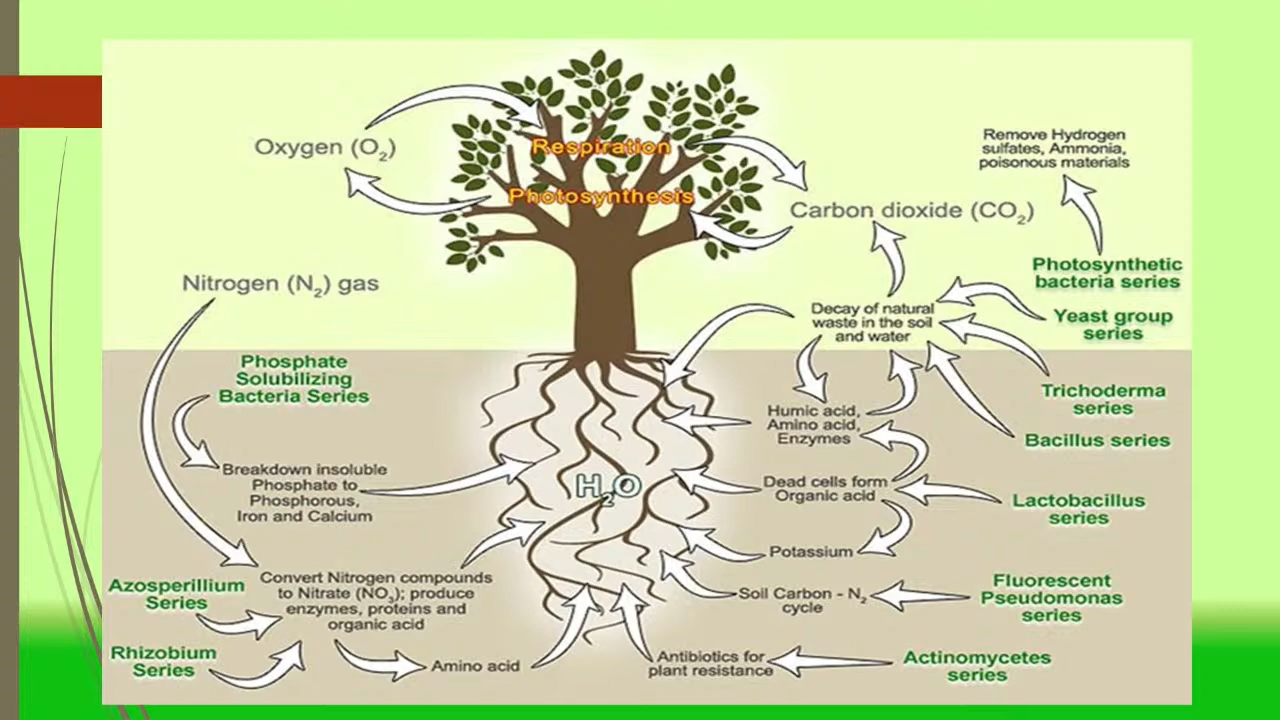 Respiration
Photosynthesis
Oxygen (O2)
Carbon dioxide (CO2)
Remove Hydrogen
sulfates, Ammonia,
poisonous materials
Nitrogen (N2) gas
Photosynthetic
bacteria series
Yeast group
series
Decay of natural
waste in the soil
and water
Phosphate
Solubilizing
Bacteria Series
Trichoderma
series
Humic acid,
Amino acid,
Enzymes
Bacillus series
Breakdown insoluble
Phosphate to
Phosphorous,
Iron and Calcium
H2O
Dead cells form
Organic acid
Lactobacillus
series
Potassium
Azosperillium
Series
Convert Nitrogen compounds
to Nitrate (NO3); produce
enzymes, proteins and
organic acid
Soil Carbon - N2
cycle
Fluorescent
Pseudomonas
series
Rhizobium
Series
Amino acid
Antibiotics for
plant resistance
Actinomycetes
series